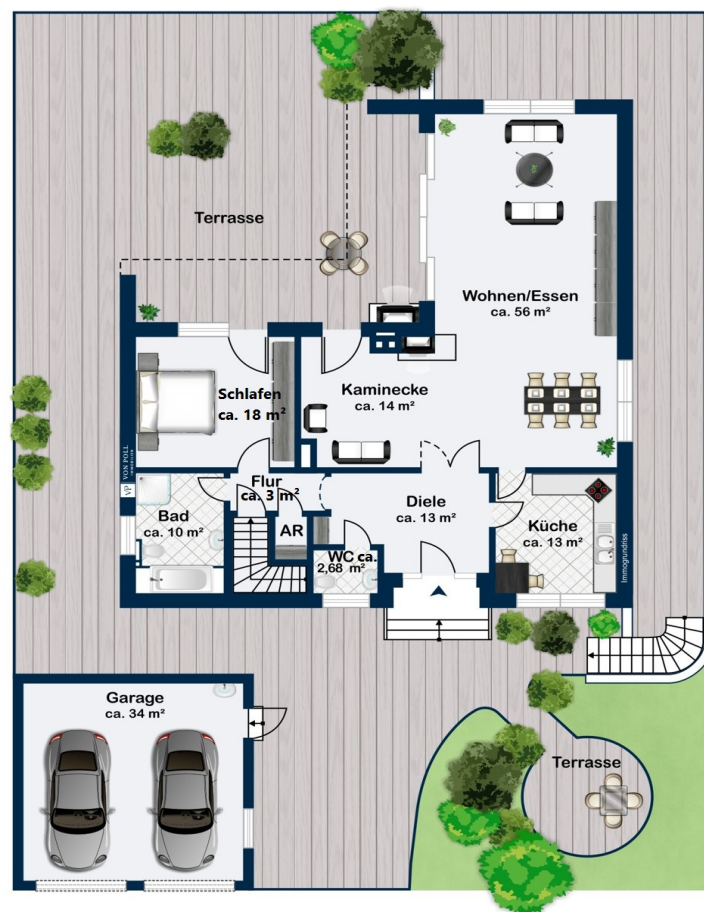 Terrasse
Wohnen/Essen
ca. 56 m²
Schlafen
ca. 18 m²
Kaminecke
ca. 14 m²
VON POLL
IMMOBILIEN
VP
Flur
ca. 3 m²
Bad
ca. 10 m²
AR
Diele
ca. 13 m²
Küche
ca. 13 m²
WC ca.
2,68 m²
Immogrundriss
Garage
ca. 34 m²
Terrasse